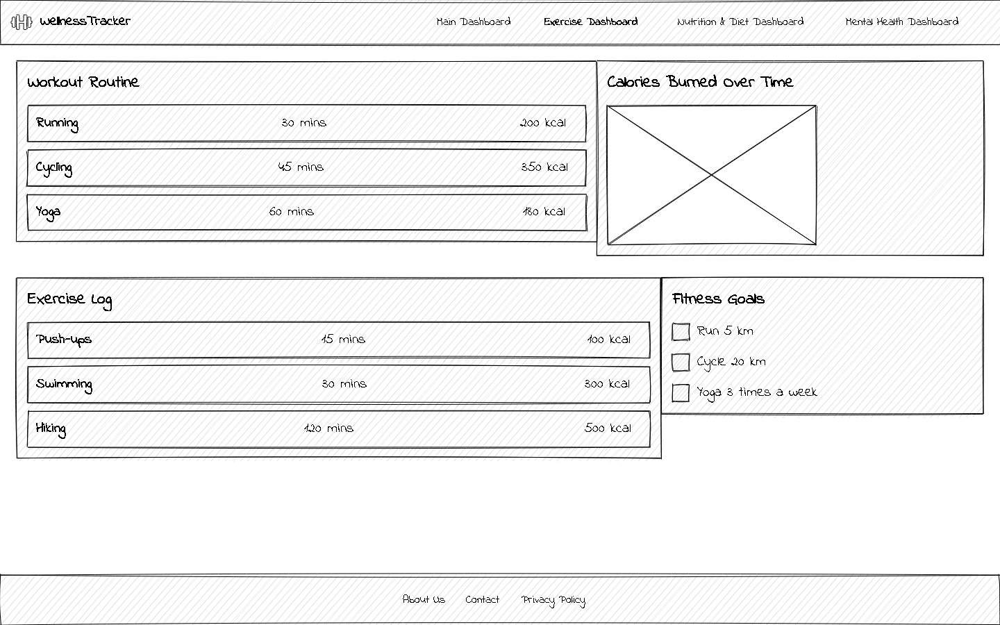 WellnessTracker Main Dashboard Exercise Dashboard Nutrition & Diet Dashboard Mental Health Dashboard
Workout Routine
Running 30 mins 200 kcal
Cycling 45 mins 350 kcal
Yoga 60 mins 180 kcal
Calories Burned Over Time
Exercise Log
Push-ups 15 mins 100 kcal
Swimming 30 mins 300 kcal
Hiking 120 mins 500 kcal
Fitness Goals
Run 5 km
Cycle 20 km
Yoga 3 times a week
About Us Contact Privacy Policy